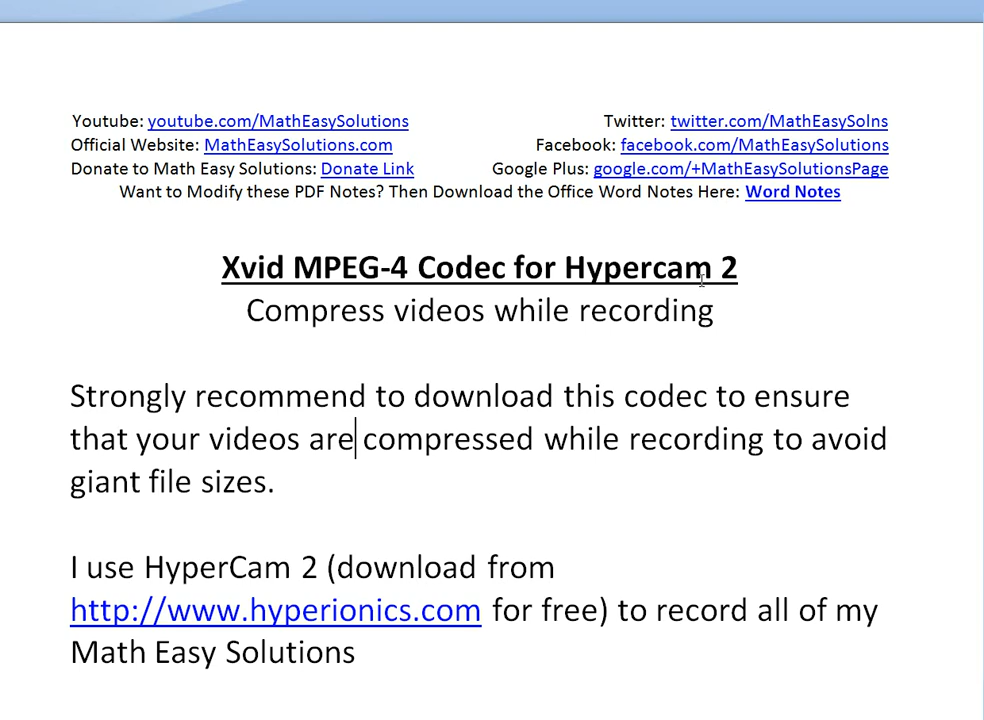 Youtube: youtube.com/MathEasySolutions Twitter: twitter.com/MathEasySolns
Official Website: MathEasySolutions.com Facebook: facebook.com/MathEasySolutions
Donate to Math Easy Solutions: Donate Link Google Plus: google.com/+MathEasySolutionsPage
Want to Modify these PDF Notes? Then Download the Office Word Notes Here: Word Notes
Xvid MPEG-4 Codec for Hypercam 2
Compress videos while recording
Strongly recommend to download this codec to ensure
that your videos are compressed while recording to avoid
giant file sizes.
I use HyperCam 2 (download from
http://www.hyperionics.com for free) to record all of my
Math Easy Solutions